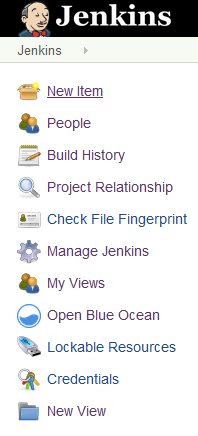 Jenkins
Jenkins
New Item
People
Build History
Project Relationship
Check File Fingerprint
Manage Jenkins
My Views
Open Blue Ocean
Lockable Resources
Credentials
New View